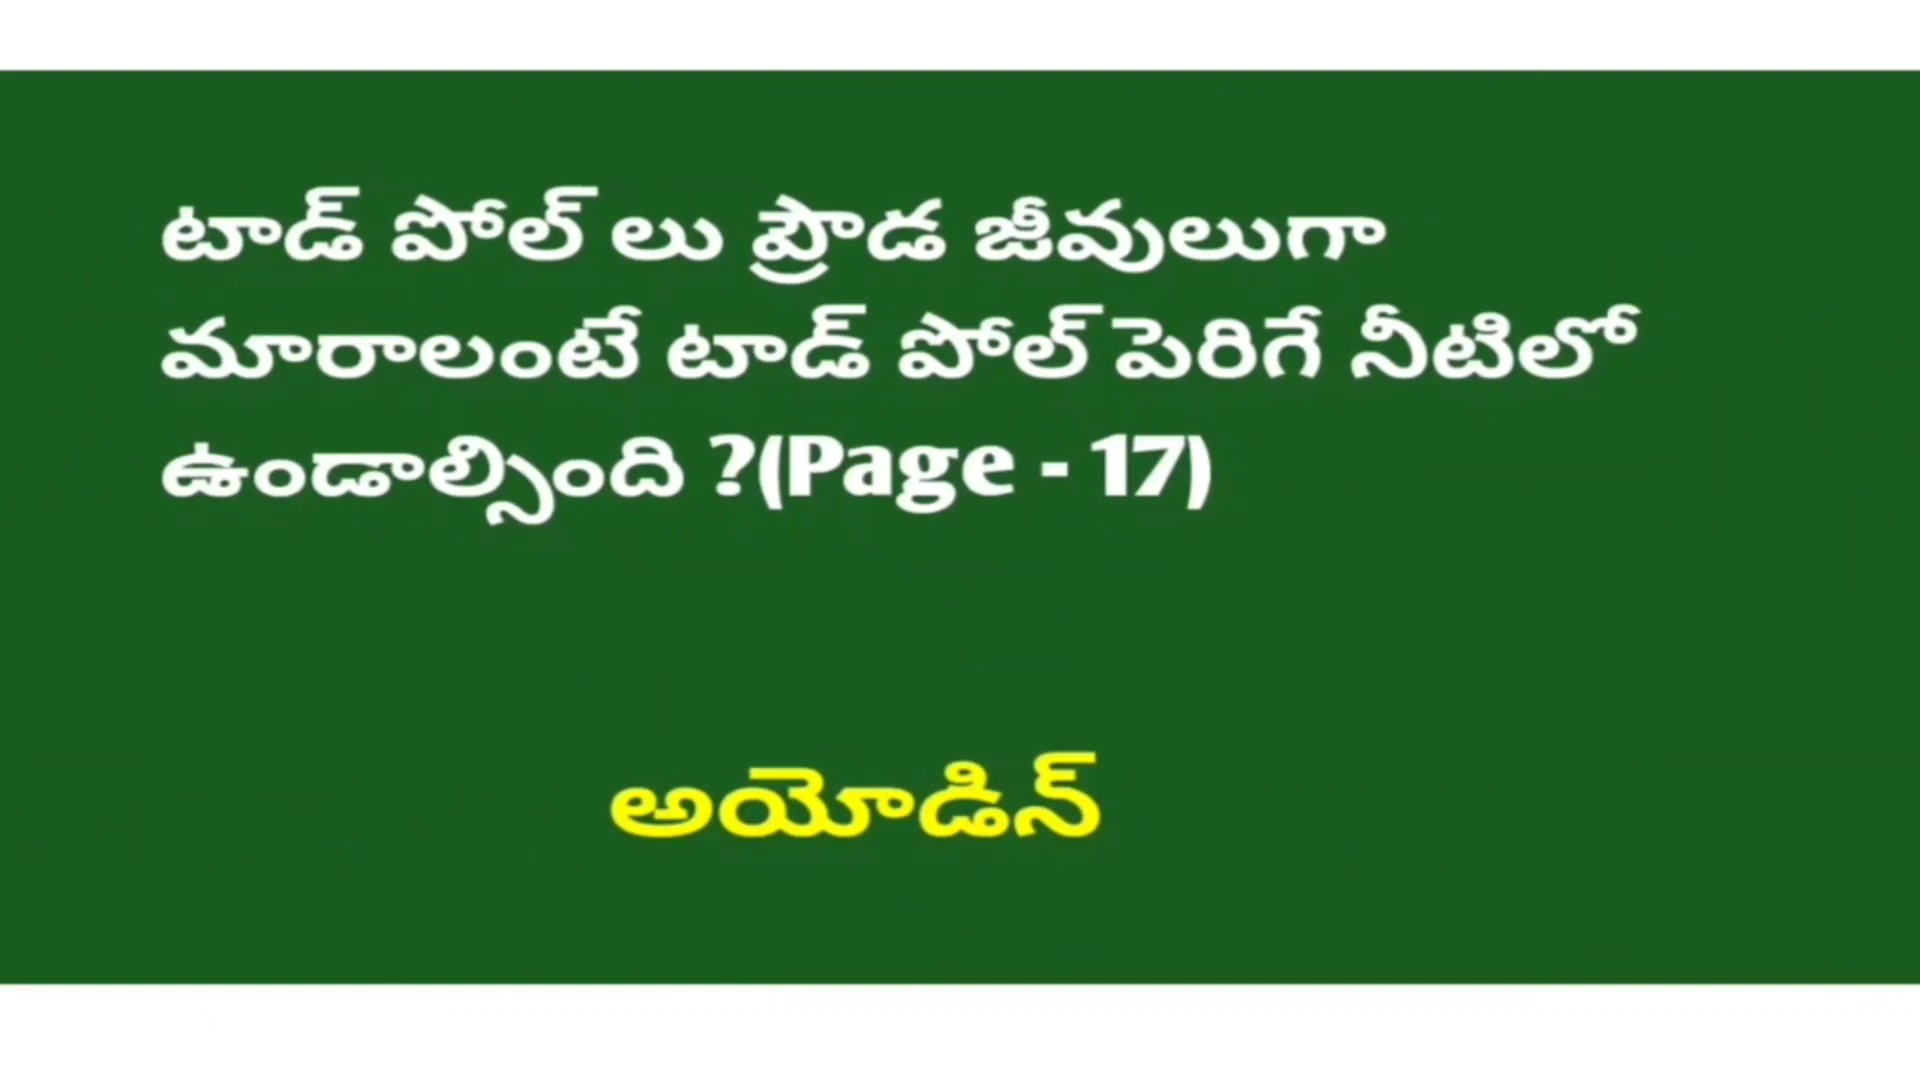 టాడ్ పోల్ లు ప్రౌడ జీవులుగా
మారాలంటే టాడ్ పోల్ పెరిగే నీటిలో
ఉండాల్సింది ?(Page - 17)
అయోడిన్